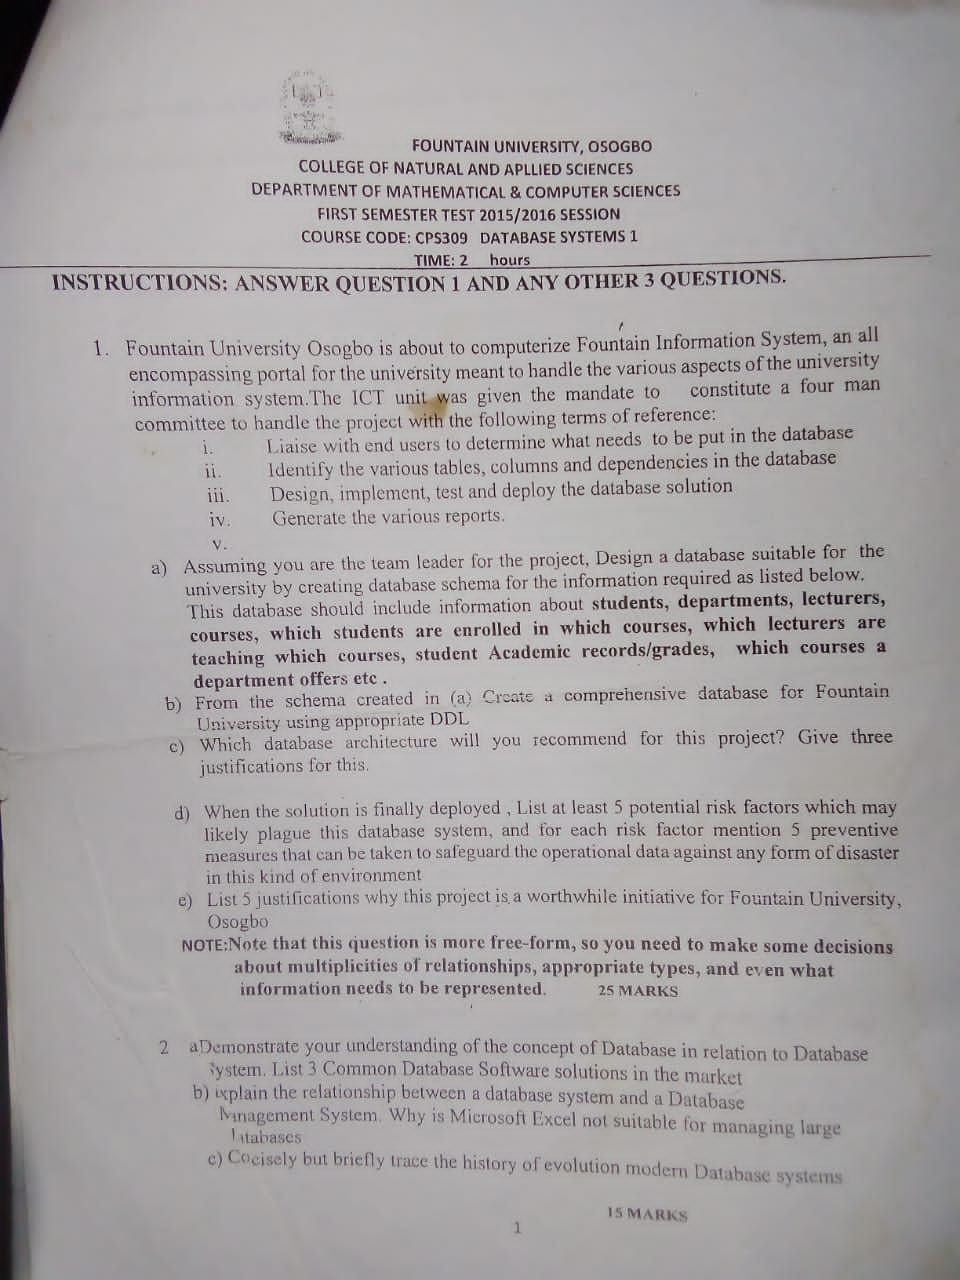 FOUNTAIN UNIVERSITY, OSOGBO
COLLEGE OF NATURAL AND APLLIED SCIENCES
DEPARTMENT OF MATHEMATICAL & COMPUTER SCIENCES
FIRST SEMESTER TEST 2015/2016 SESSION
COURSE CODE: CPS309 DATABASE SYSTEMS 1
TIME: 2 hours
INSTRUCTIONS: ANSWER QUESTION 1 AND ANY OTHER 3 QUESTIONS.
1. Fountain University Osogbo is about to computerize Fountain Information System, an all
encompassing portal for the university meant to handle the various aspects of the university
information system.The ICT unit was given the mandate to constitute a four man
committee to handle the project with the following terms of reference:
i. Liaise with end users to determine what needs to be put in the database
ii. Identify the various tables, columns and dependencies in the database
iii. Design, implement, test and deploy the database solution
iv. Generate the various reports.
v.
a) Assuming you are the team leader for the project, Design a database suitable for the
university by creating database schema for the information required as listed below.
This database should include information about students, departments, lecturers,
courses, which students are enrolled in which courses, which lecturers are
teaching which courses, student Academic records/grades, which courses a
department offers etc .
b) From the schema created in (a) Create a comprehensive database for Fountain
University using appropriate DDL
c) Which database architecture will you recommend for this project? Give three
justifications for this.
d) When the solution is finally deployed , List at least 5 potential risk factors which may
likely plague this database system, and for each risk factor mention 5 preventive
measures that can be taken to safeguard the operational data against any form of disaster
in this kind of environment
e) List 5 justifications why this project is a worthwhile initiative for Fountain University,
Osogbo
NOTE:Note that this question is more free-form, so you need to make some decisions
about multiplicities of relationships, appropriate types, and even what
information needs to be represented. 25 MARKS
2 aDemonstrate your understanding of the concept of Database in relation to Database
System. List 3 Common Database Software solutions in the market
b) explain the relationship between a database system and a Database
Management System. Why is Microsoft Excel not suitable for managing large
Databases
c) Cocisely but briefly trace the history of evolution modern Database systems
15 MARKS
1